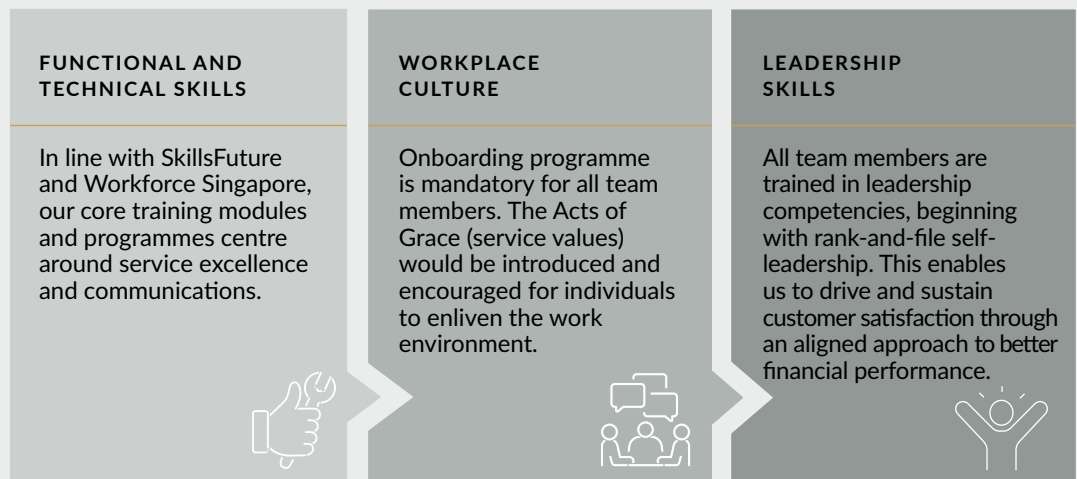 FUNCTIONAL AND
TECHNICAL SKILLS
In line with SkillsFuture
and Workforce Singapore,
our core training modules
and programmes centre
around service excellence
and communications.
WORKPLACE
CULTURE
Onboarding programme
is mandatory for all team
members. The Acts of
Grace (service values)
would be introduced and
encouraged for individuals
to enliven the work
environment.
LEADERSHIP
SKILLS
All team members are
trained in leadership
competencies, beginning
with rank-and-file self-
leadership. This enables
us to drive and sustain
customer satisfaction through
an aligned approach to better
financial performance.